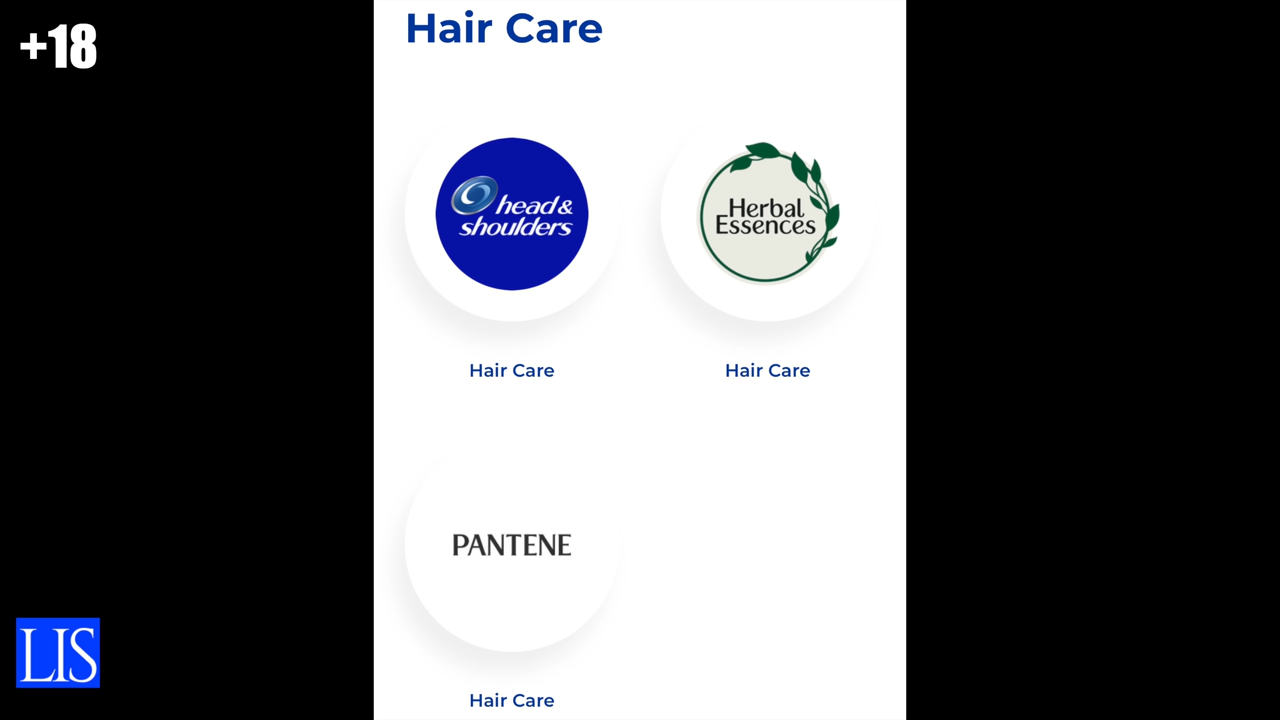 +18
Hair Care
head &
shoulders
Herbal
Essences
Hair Care
Hair Care
PANTENE
Hair Care
LIS